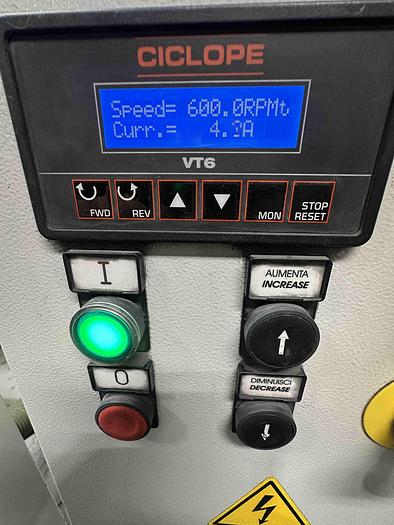 CICLOPE
Speed= 600.0RPMt
Curr.=
VT6
FWD
REV
MON
STOP
RESET
I
AUMENTA
INCREASE
O
DIMINUISCI
DECREASE